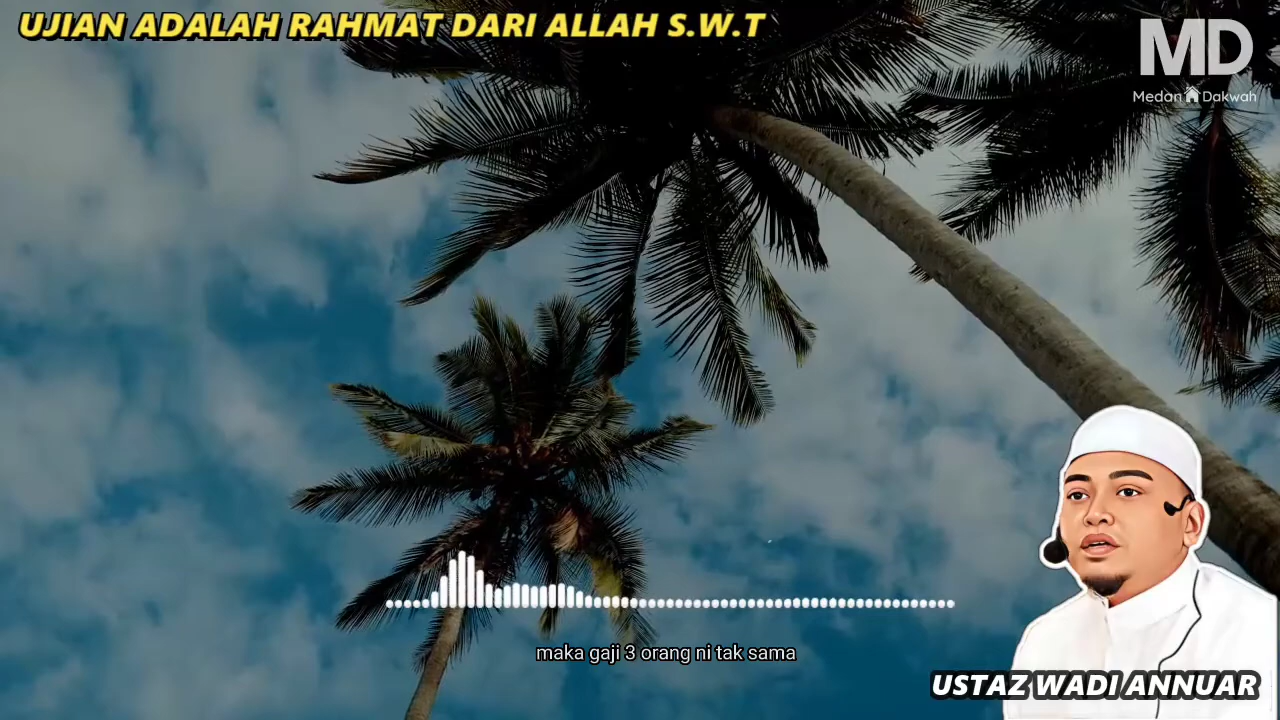 UJIAN ADALAH RAHMAT DARI ALLAH S.W.T
MD
Medan Dakwah
maka gaji 3 orang ni tak sama
USTAZ WADI ANNUAR